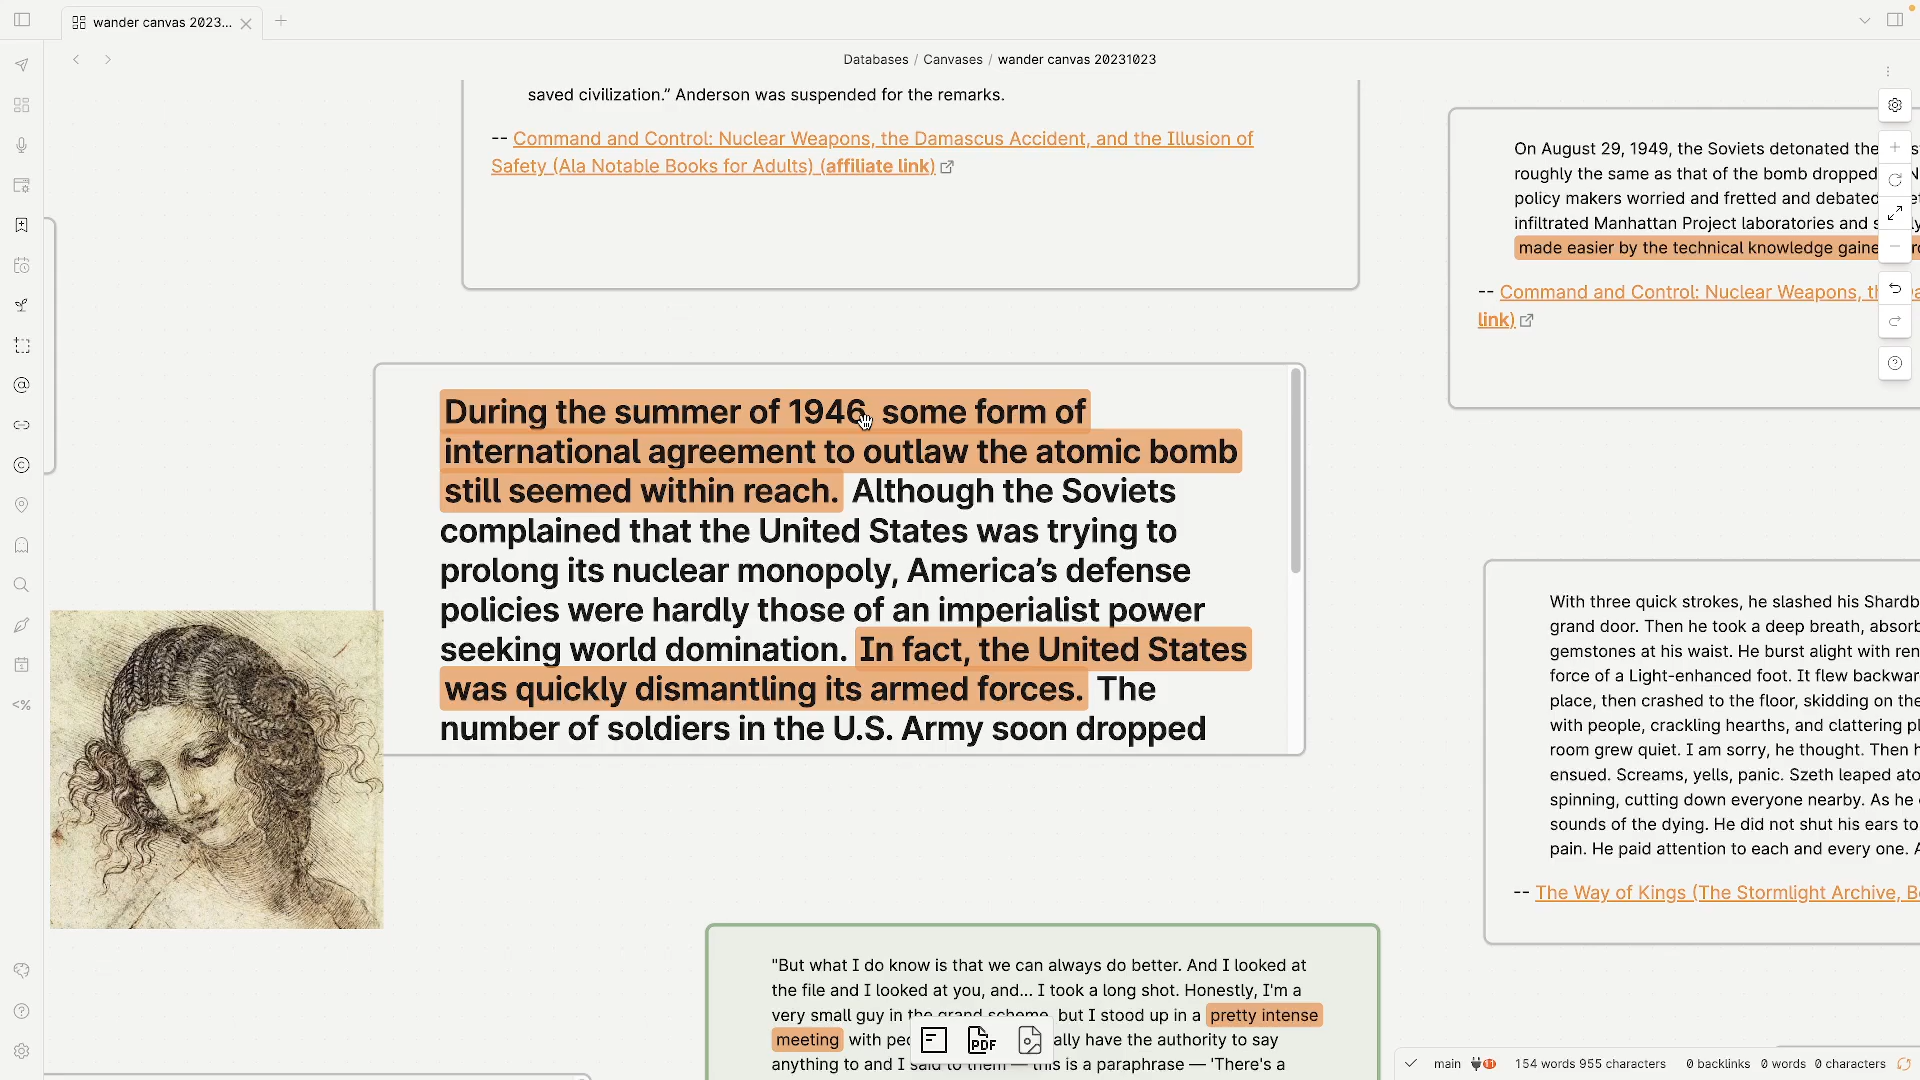 wander canvas 2023...
Databases / Canvases / wander canvas 20231023
saved civilization.” Anderson was suspended for the remarks.
-- Command and Control: Nuclear Weapons, the Damascus Accident, and the Illusion of
Safety (Ala Notable Books for Adults) (affiliate link)
On August 29, 1949, the Soviets detonated the
roughly the same as that of the bomb dropped
policy makers worried and fretted and debated
infiltrated Manhattan Project laboratories and
made easier by the technical knowledge
-- Command and Control: Nuclear Weapons,
link)
During the summer of 1946, some form of
international agreement to outlaw the atomic bomb
still seemed within reach. Although the Soviets
complained that the United States was trying to
prolong its nuclear monopoly, America’s defense
policies were hardly those of an imperialist power
seeking world domination. In fact, the United States
was quickly dismantling its armed forces. The
number of soldiers in the U.S. Army soon dropped
With three quick strokes, he slashed his
grand door. Then he took a deep breath,
gemstones at his waist. He burst alight with
force of a Light-enhanced foot. It flew
place, then crashed to the floor, skidding on
with people, crackling hearths, and clattering
room grew quiet. I am sorry, he thought. Then
ensued. Screams, yells, panic. Szeth leaped
spinning, cutting down everyone nearby. As he
sounds of the dying. He did not shut his ears to
pain. He paid attention to each and every one.
-- The Way of Kings (The Stormlight Archive,
"But what I do know is that we can always do better. And I looked at
the file and I looked at you, and... I took a long shot. Honestly, I'm a
very small guy in the grand scheme, but I stood up in a pretty intense
meeting with have the authority to say
anything to and I said to them — this is a paraphrase — 'There's a
PDF
main 154 words 955 characters 0 backlinks 0 words 0 characters